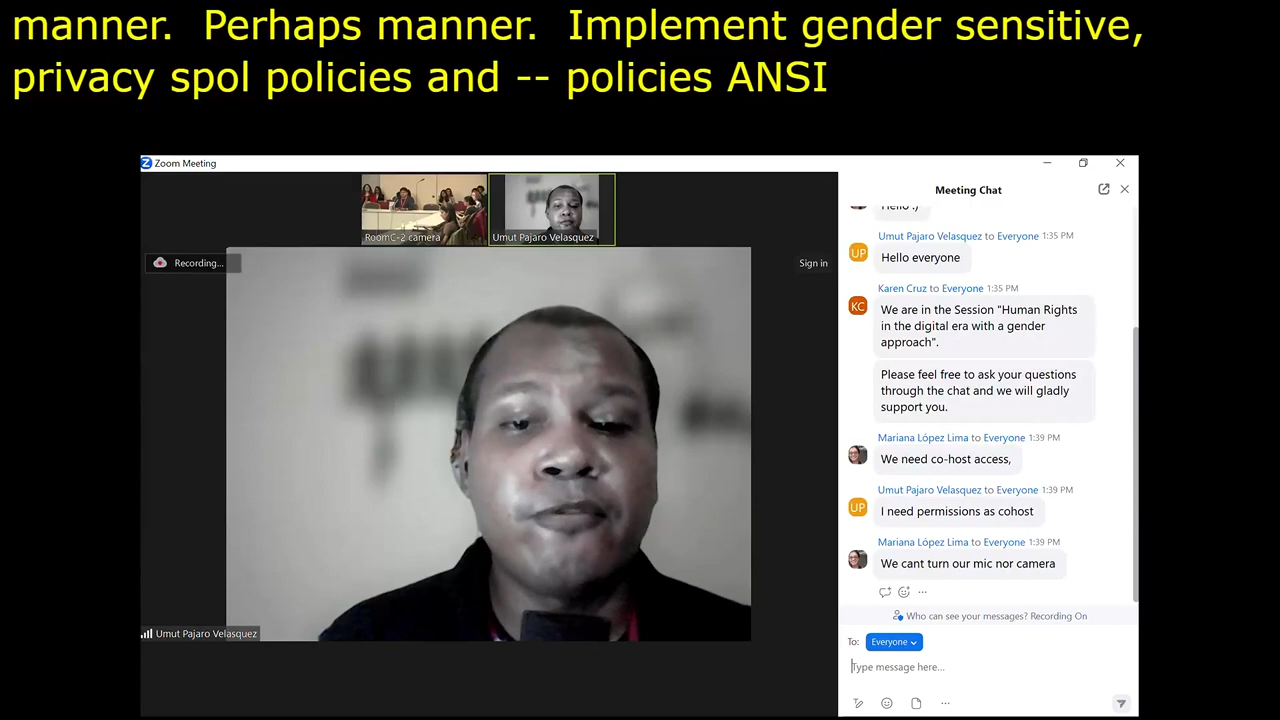 manner.  Perhaps manner.  Implement gender sensitive,
privacy spol policies and -- policies ANSI
Zoom Meeting
RoomC-2 camera
Umut Pajaro Velasquez
Recording...
Sign in
Umut Pajaro Velasquez
Meeting Chat
Hello :)
Umut Pajaro Velasquez to Everyone 1:35 PM
UP
Hello everyone
Karen Cruz to Everyone 1:35 PM
KC
We are in the Session "Human Rights
in the digital era with a gender
approach".
Please feel free to ask your questions
through the chat and we will gladly
support you.
Mariana López Lima to Everyone 1:39 PM
We need co-host access,
Umut Pajaro Velasquez to Everyone 1:39 PM
UP
I need permissions as cohost
Mariana López Lima to Everyone 1:39 PM
We cant turn our mic nor camera
Who can see your messages? Recording On
To: Everyone
Type message here...